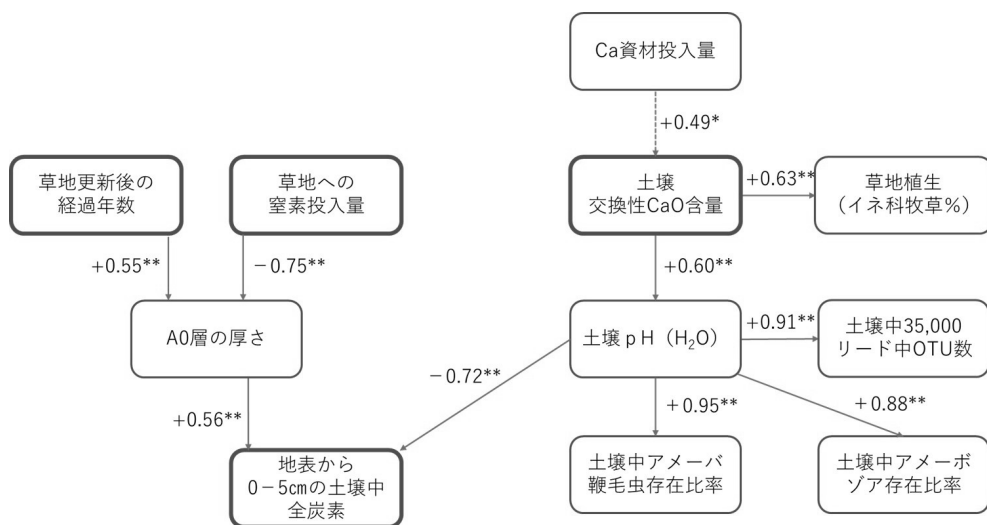 Ca資材投入量
+0.49*
草地更新後の
経過年数
草地への
窒素投入量
土壌
交換性CaO含量
+0.63**
草地植生
（イネ科牧草%）
+0.55**
−0.75**
+0.60**
A0層の厚さ
土壌ｐH（H₂O）
+0.91**
土壌中35,000
リード中OTU数
−0.72**
+0.56**
+0.95**
+0.88**
地表から
0−5㎝の土壌中
全炭素
土壌中アメーバ
鞭毛虫存在比率
土壌中アメーボ
ゾア存在比率